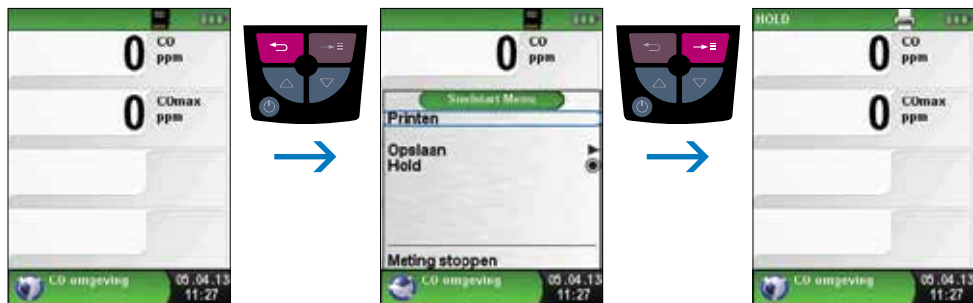 0 CO ppm
0 COmax ppm
CO omgeving
05.04.13
11:27
0 CO ppm
Snelstart Menu
Printen
Opslaan
Hold
Meting stoppen
CO omgeving
05.04.13
11:27
HOLD
0 CO ppm
0 COmax ppm
CO omgeving
05.04.13
11:27